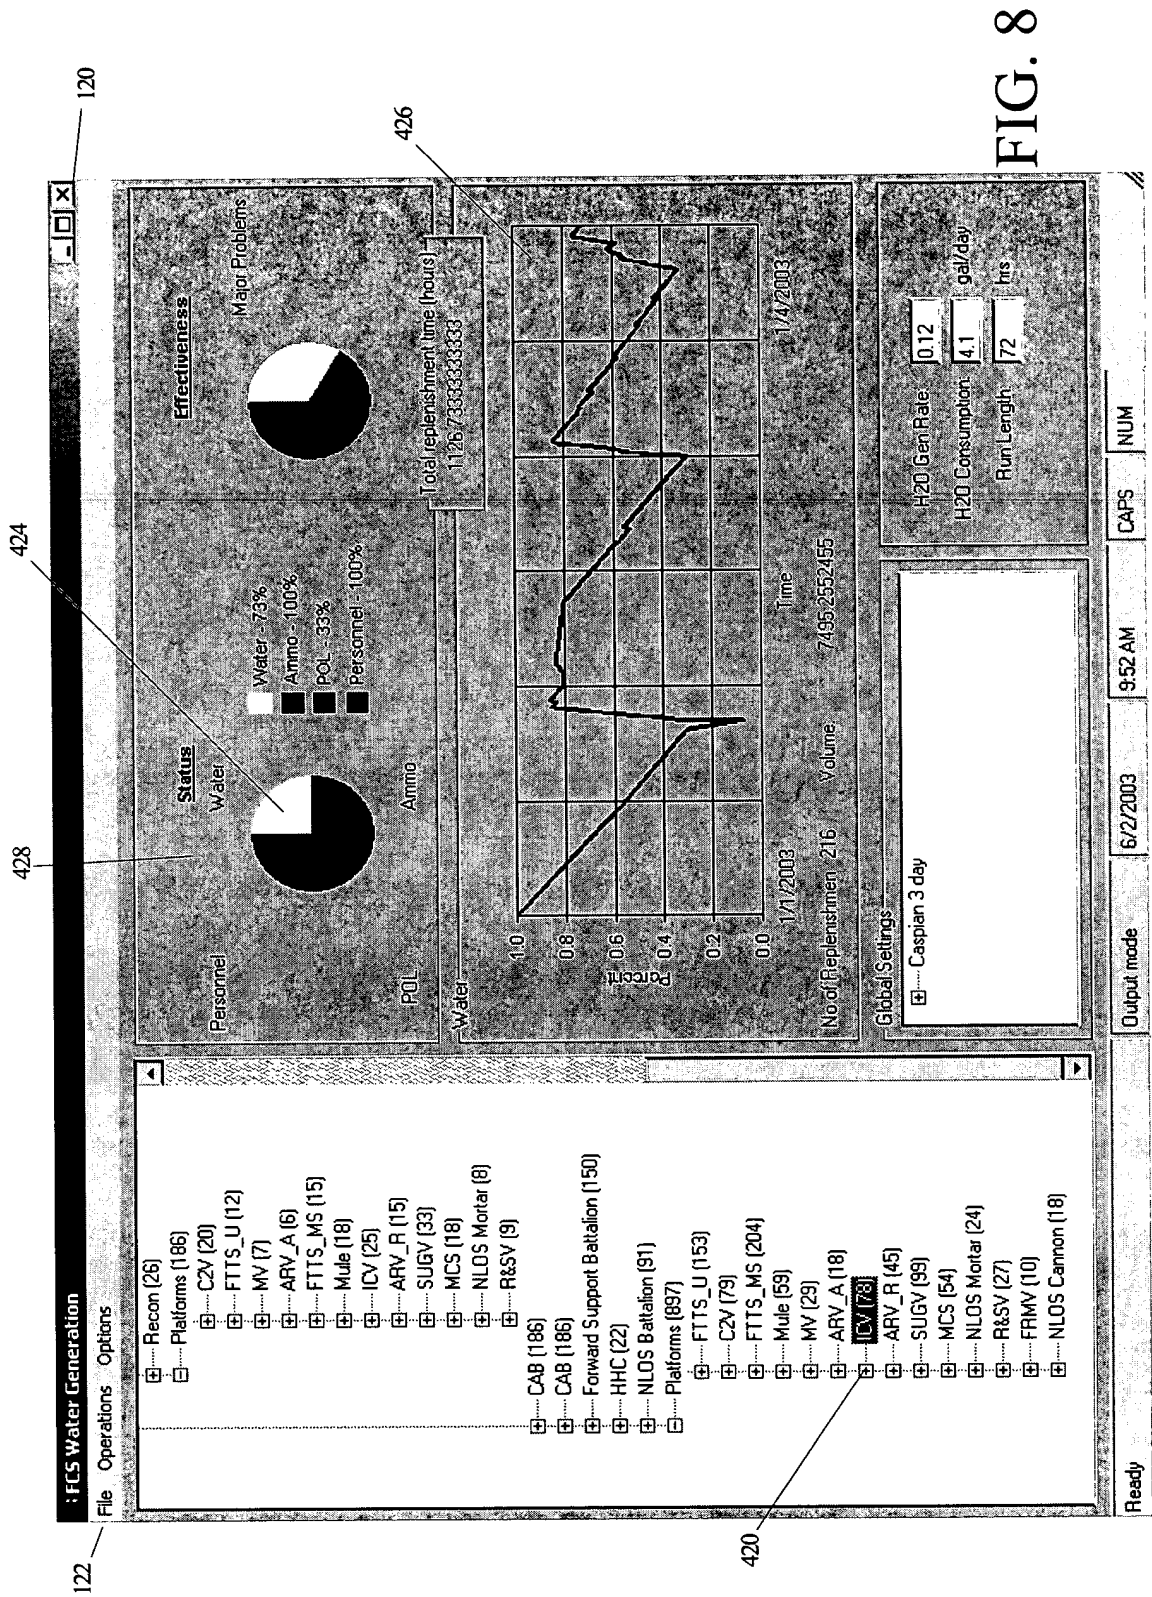 FCS Water Generation
File Operations Options
122
120
Recon (26)
Platforms (186)
C2V (20)
FTTS_U (12)
MV (7)
ARV_A (6)
FTTS_MS (15)
Mule (18)
ICV (25)
ARV_R (15)
SUGV (33)
MCS (18)
NLOS Mortar (8)
R&SV (9)
CAB (186)
CAB (186)
Forward Support Battalion (150)
HHC (22)
NLOS Battalion (91)
Platforms (897)
FTTS_U (153)
C2V (79)
FTTS_MS (204)
Mule (59)
MV (29)
ARV_A (18)
ICV (78)
ARV_R (45)
SUGV (99)
MCS (54)
NLOS Mortar (24)
R&SV (27)
FRMV (10)
NLOS Cannon (18)
420
428
424
Status
Personnel
Water
POL
Ammo
Water - 73%
Ammo - 100%
POL - 33%
Personnel - 100%
Effectiveness
Major Problems
Total replenishment time (hours)
426
Water
Percent
1.0
0.8
0.6
0.4
0.2
0.0
1/1/2003
Time
1/4/2003
No of Replenishmen 216
Volume
Global Settings
Caspian 3 day
H2O Gen Rate: 0.12
H2O Consumption: 4.1 gal/day
Run Length: 72 hrs
Ready
Output mode
6/2/2003
9:52 AM
CAPS
NUM
FIG. 8